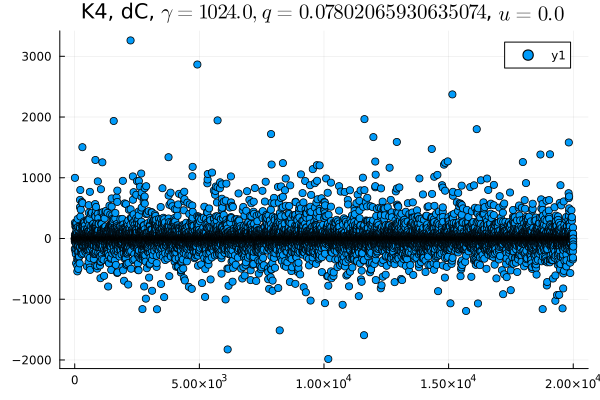 K4, dC, γ = 1024.0, q = 0.07802065930635074, u = 0.0
y1
3000
2000
1000
0
−1000
−2000
0 5.00×10³ 1.00×10⁴ 1.50×10⁴ 2.00×10⁴